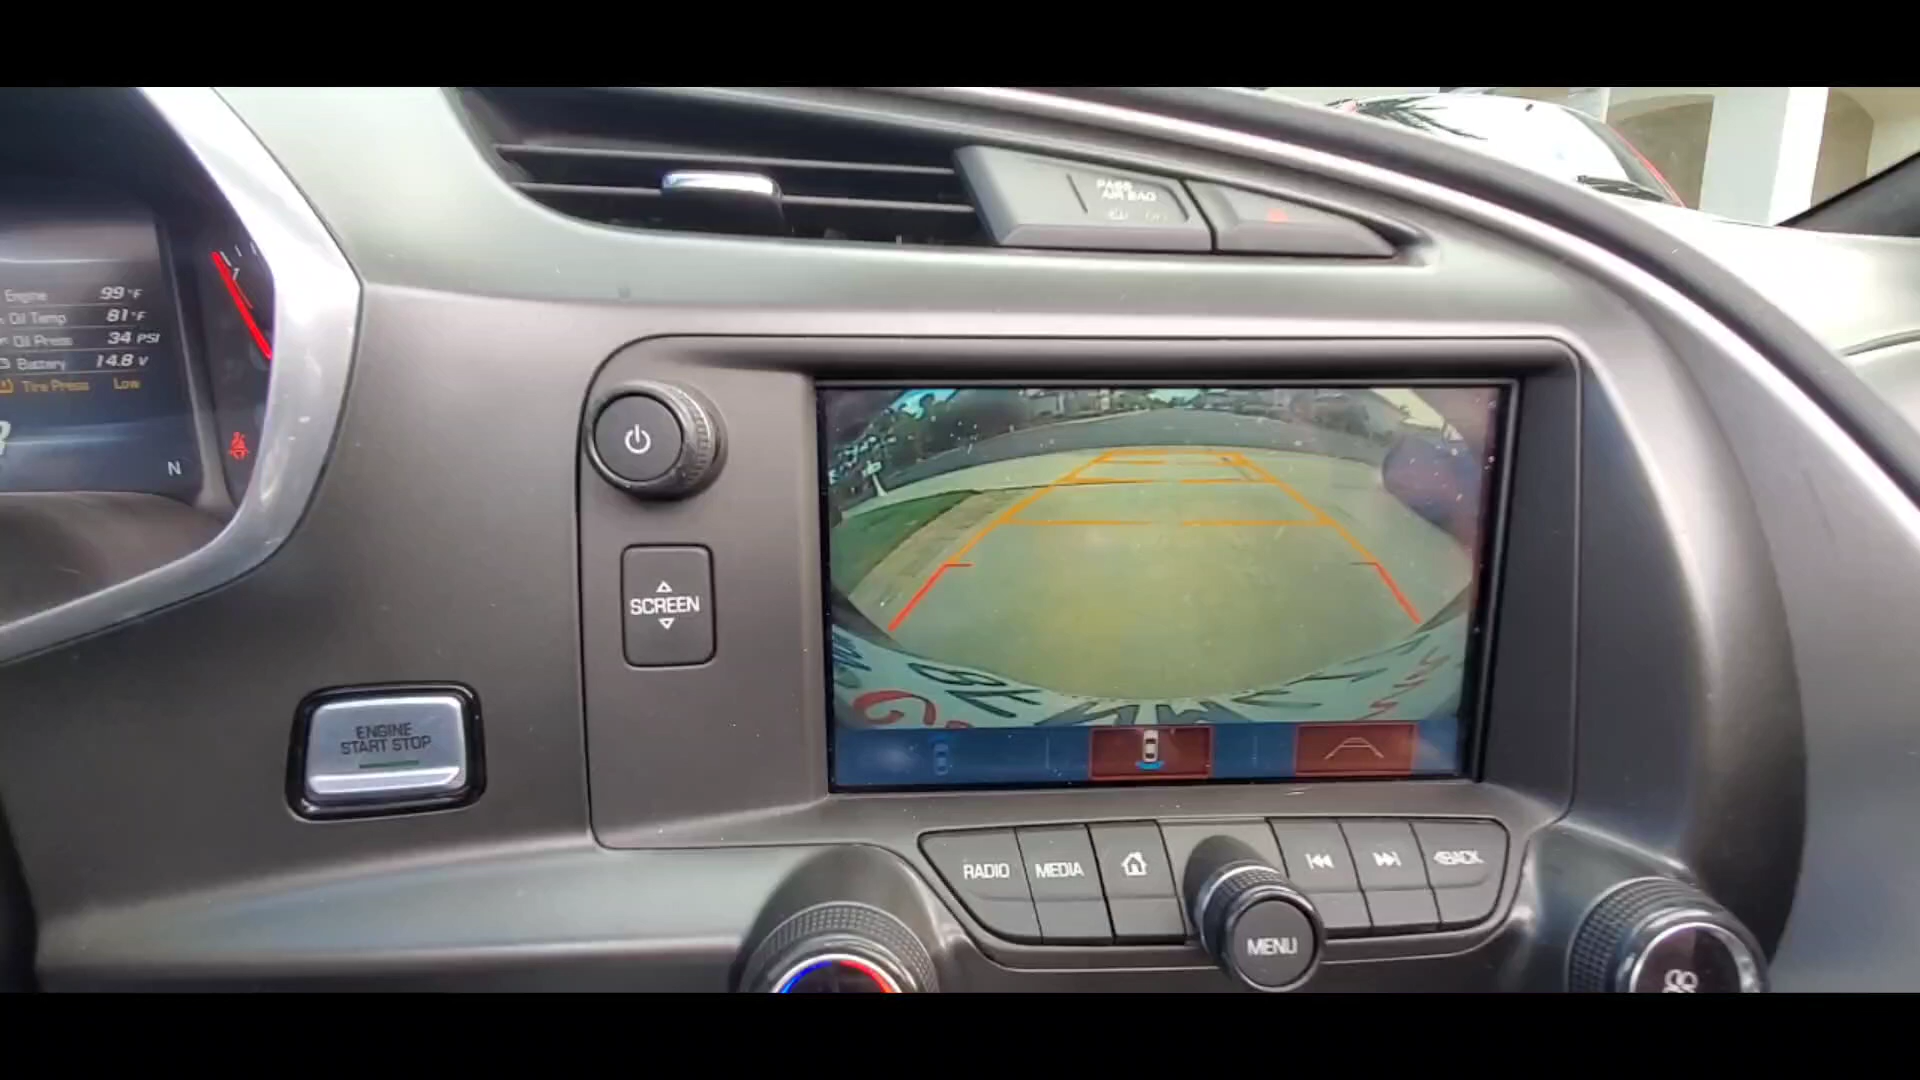 PASS
AIR BAG
OFF
Engine 99 °F
Oil Temp 81 °F
Oil Press 34 PSI
Battery 14.8 V
Tire Press Low
N
SCREEN
ENGINE
START STOP
RADIO
MEDIA
BACK
MENU